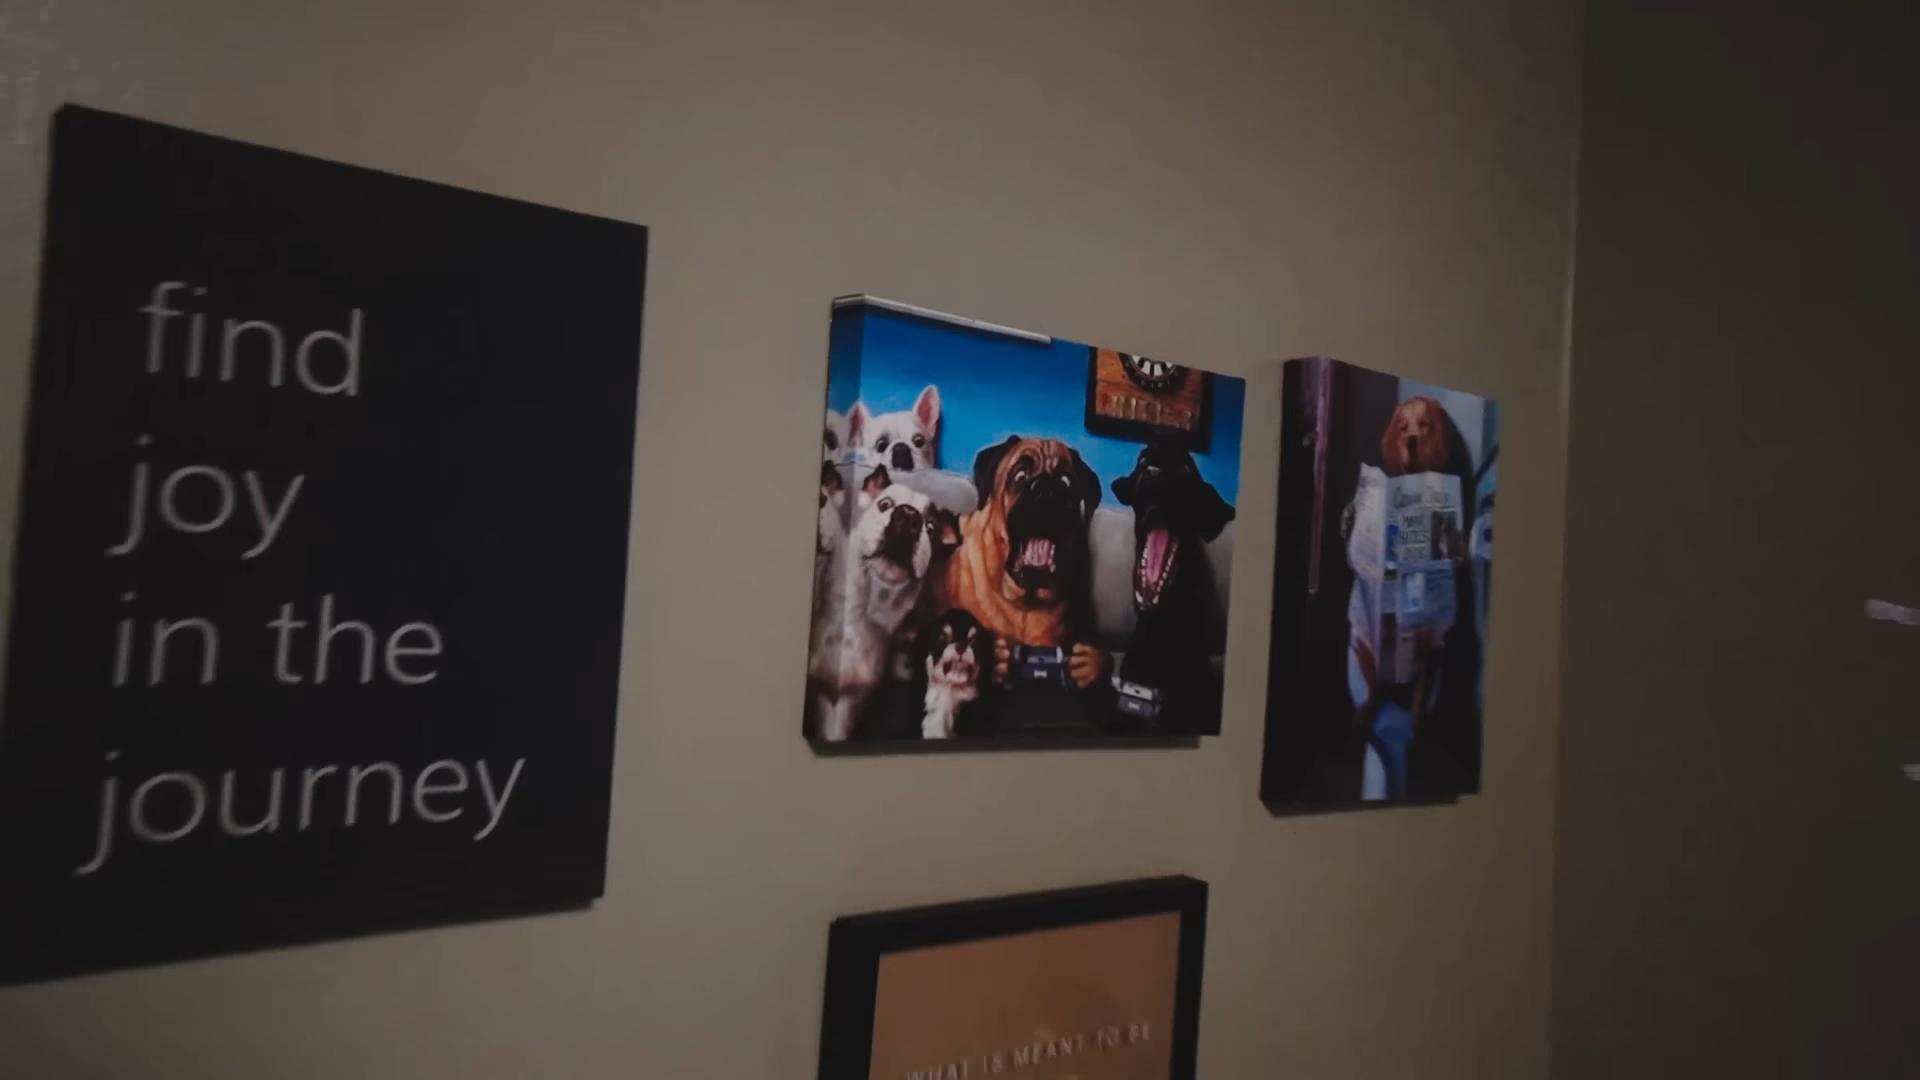 find
joy
in the
journey
WHAT IS MEANT TO BE